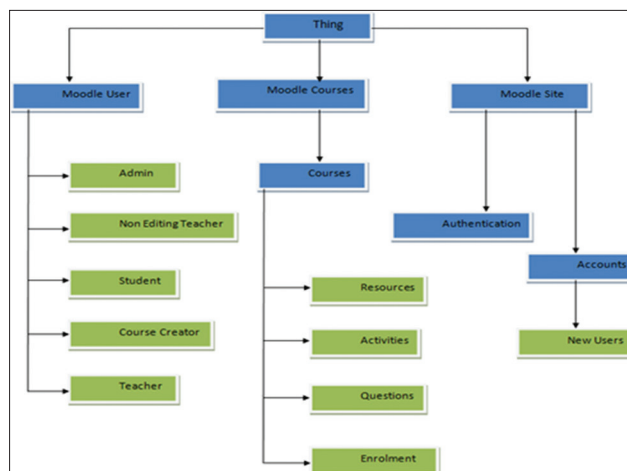 Thing
Moodle User
Moodle Courses
Moodle Site
Admin
Non Editing Teacher
Student
Course Creator
Teacher
Courses
Resources
Activities
Questions
Enrolment
Authentication
Accounts
New Users